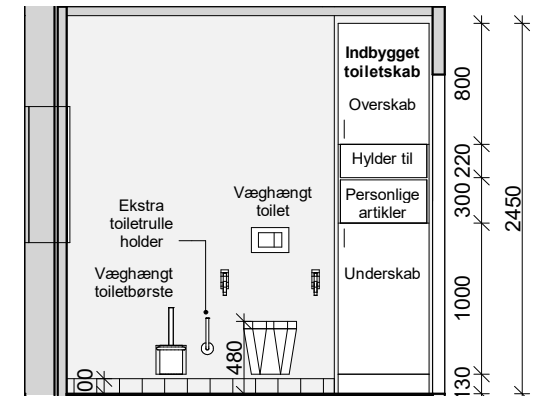 Indbygget
toiletskab
Overskab
Hylder til
Personlige
artikler
Underskab
Væghængt
toilet
Ekstra
toiletrulle
holder
Væghængt
toiletbørste
800
220
300
1000
130
2450
480